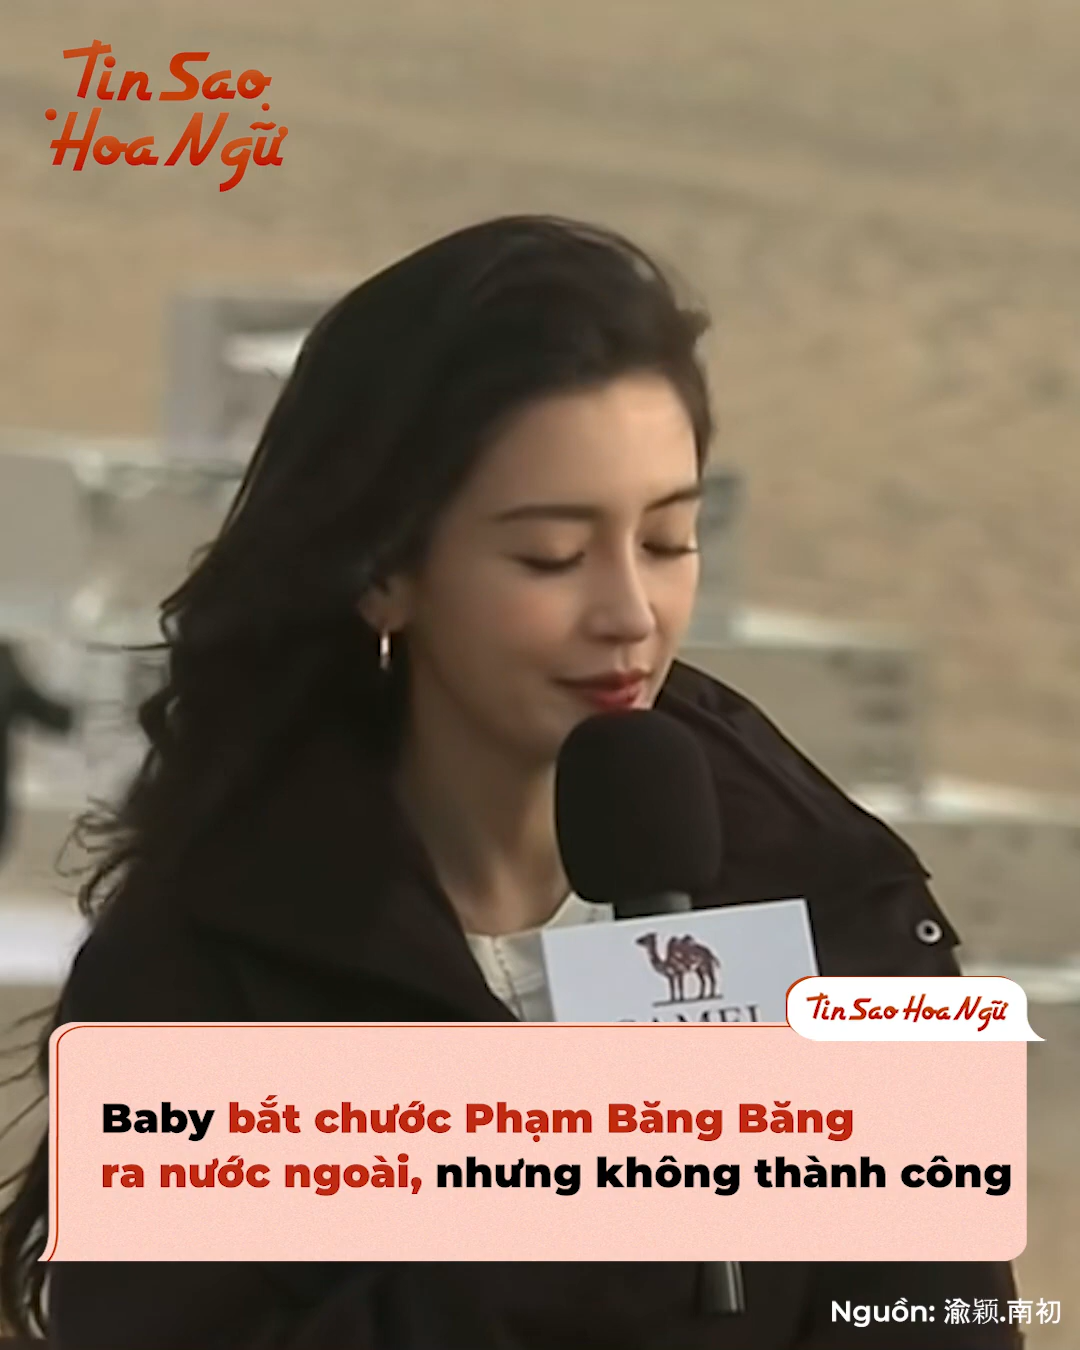 Tin Sao
Hoa Ngữ
Tin Sao Hoa Ngữ
Baby bắt chước Phạm Băng Băng
ra nước ngoài, nhưng không thành công
Nguồn: 渝颖.南初